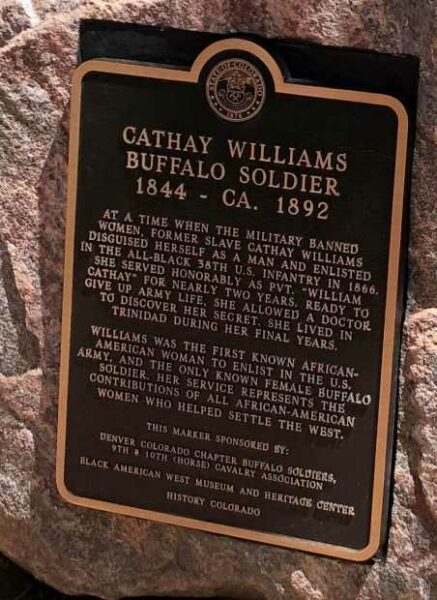 STATE OF COLORADO
1876
CATHAY WILLIAMS
BUFFALO SOLDIER
1844 - CA. 1892
AT A TIME WHEN THE MILITARY BANNED
WOMEN, FORMER SLAVE CATHAY WILLIAMS
DISGUISED HERSELF AS A MAN AND ENLISTED
IN THE ALL-BLACK 38TH U.S. INFANTRY IN 1866.
SHE SERVED HONORABLY AS PVT. "WILLIAM
CATHAY" FOR NEARLY TWO YEARS. READY TO
GIVE UP ARMY LIFE, SHE ALLOWED A DOCTOR
TO DISCOVER HER SECRET. SHE LIVED IN
TRINIDAD DURING HER FINAL YEARS.
WILLIAMS WAS THE FIRST KNOWN AFRICAN-
AMERICAN WOMAN TO ENLIST IN THE U.S.
ARMY, AND THE ONLY KNOWN FEMALE BUFFALO
SOLDIER. HER SERVICE REPRESENTS THE
CONTRIBUTIONS OF ALL AFRICAN-AMERICAN
WOMEN WHO HELPED SETTLE THE WEST.
THIS MARKER SPONSORED BY:
DENVER COLORADO CHAPTER BUFFALO SOLDIERS,
9TH & 10TH (HORSE) CAVALRY ASSOCIATION
BLACK AMERICAN WEST MUSEUM AND HERITAGE CENTER
HISTORY COLORADO